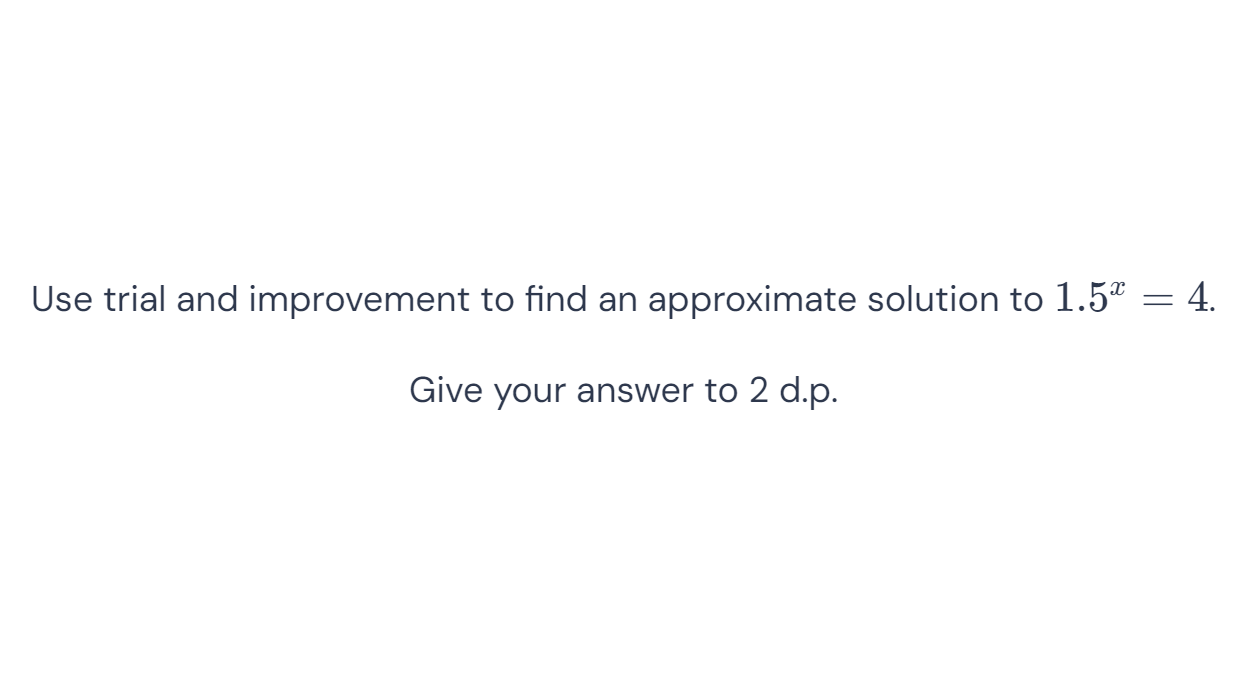 Use trial and improvement to find an approximate solution to $1.5^x = 4$.
Give your answer to 2 d.p.